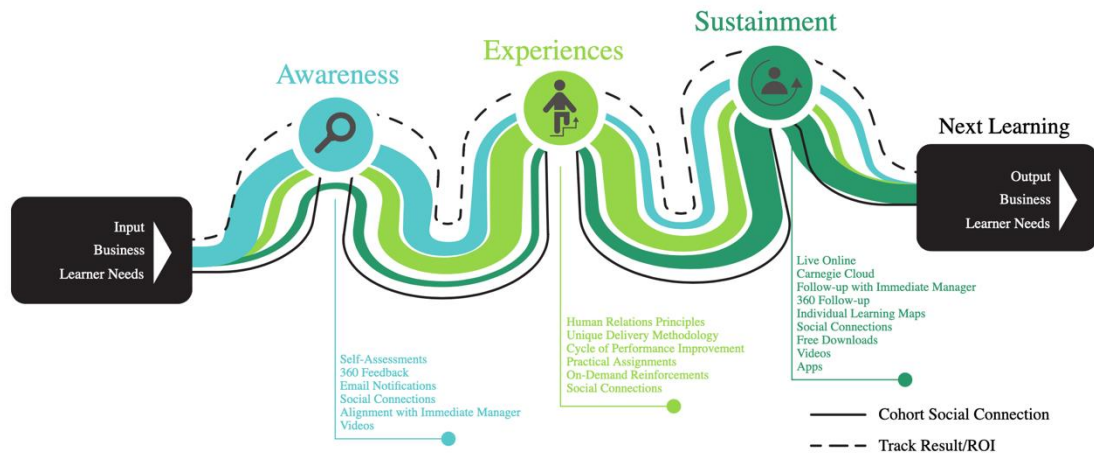 Awareness
Experiences
Sustainment
Next Learning
Input
Business
Learner Needs
Output
Business
Learner Needs
Self-Assessments
360 Feedback
Email Notifications
Social Connections
Alignment with Immediate Manager
Videos
Human Relations Principles
Unique Delivery Methodology
Cycle of Performance Improvement
Practical Assignments
On-Demand Reinforcements
Social Connections
Live Online
Carnegie Cloud
Follow-up with Immediate Manager
360 Follow-up
Individual Learning Maps
Social Connections
Free Downloads
Videos
Apps
Cohort Social Connection
Track Result/ROI